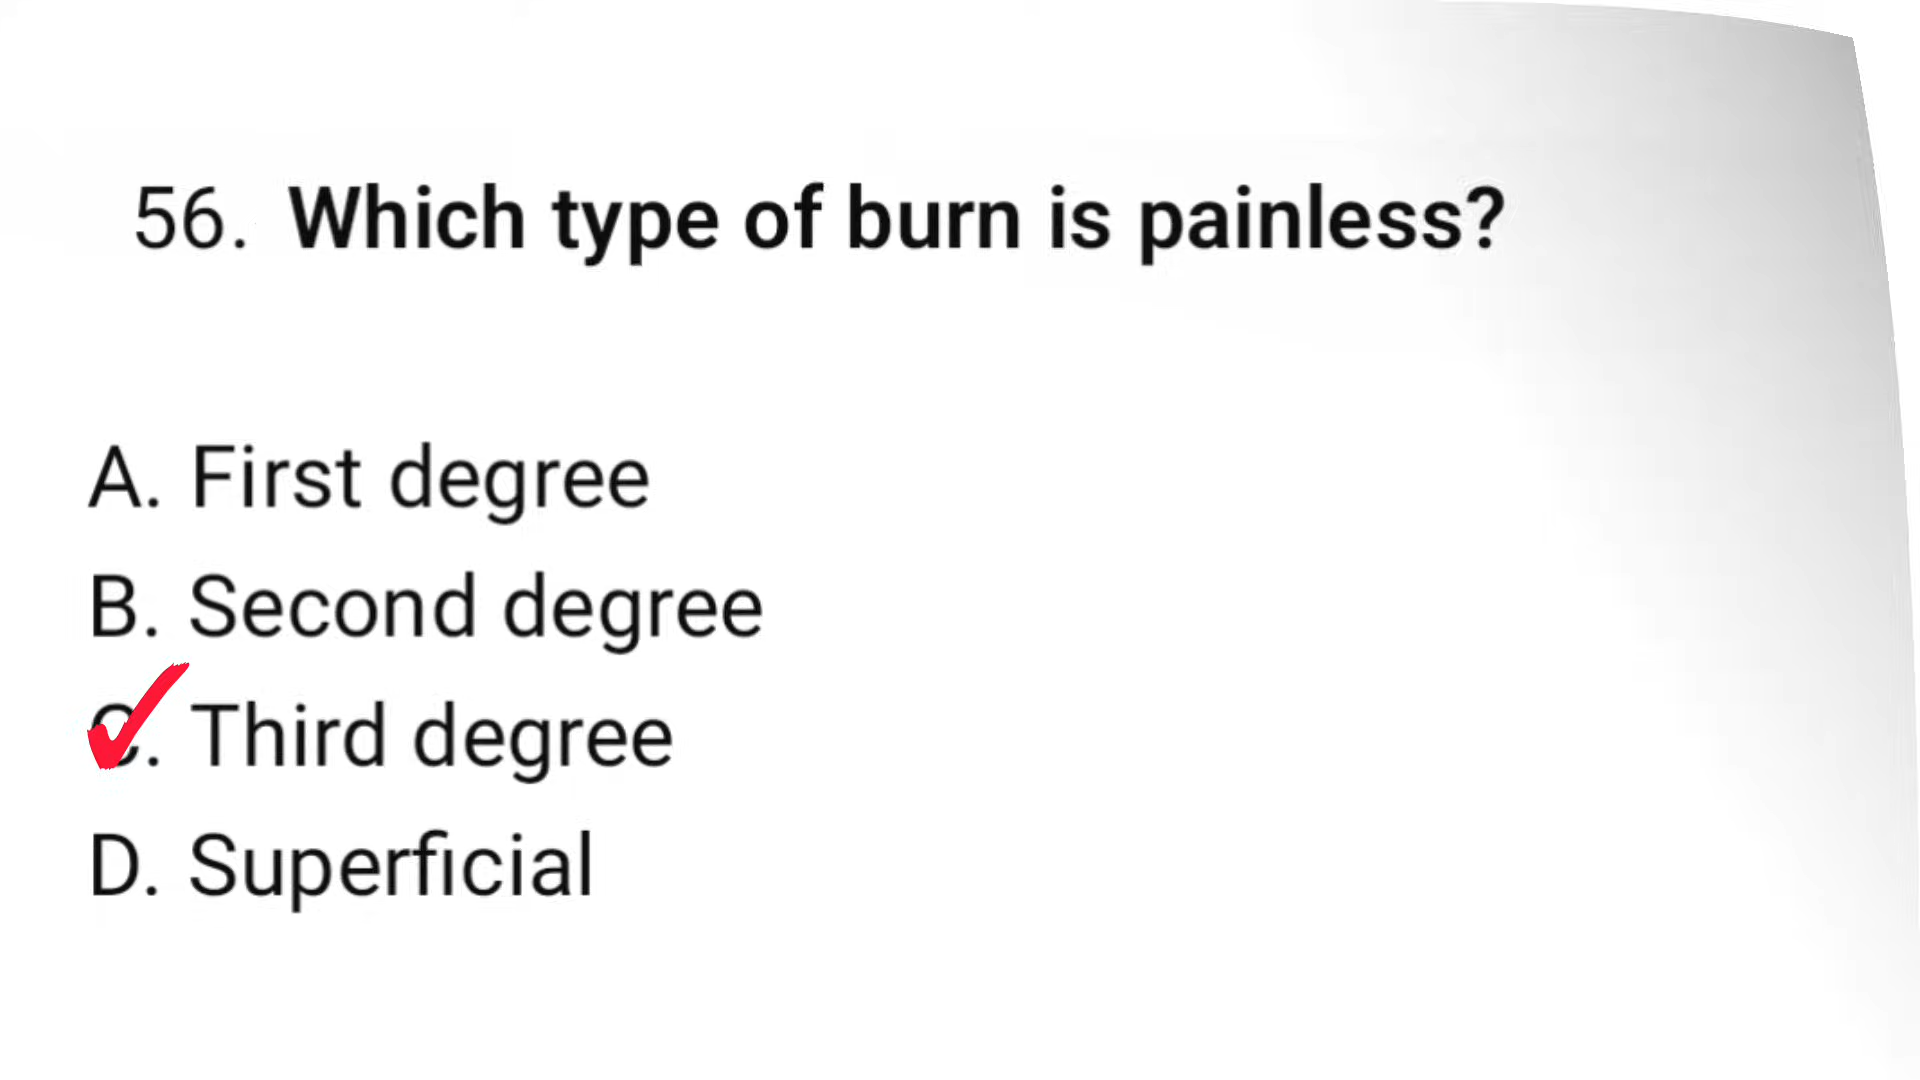 56. Which type of burn is painless?
A. First degree
B. Second degree
C. Third degree
D. Superficial